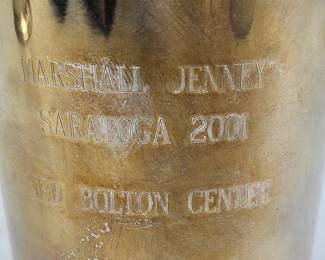 MARSHALL JENNEY
SARATOGA 2001
NEW BOLTON CENTER